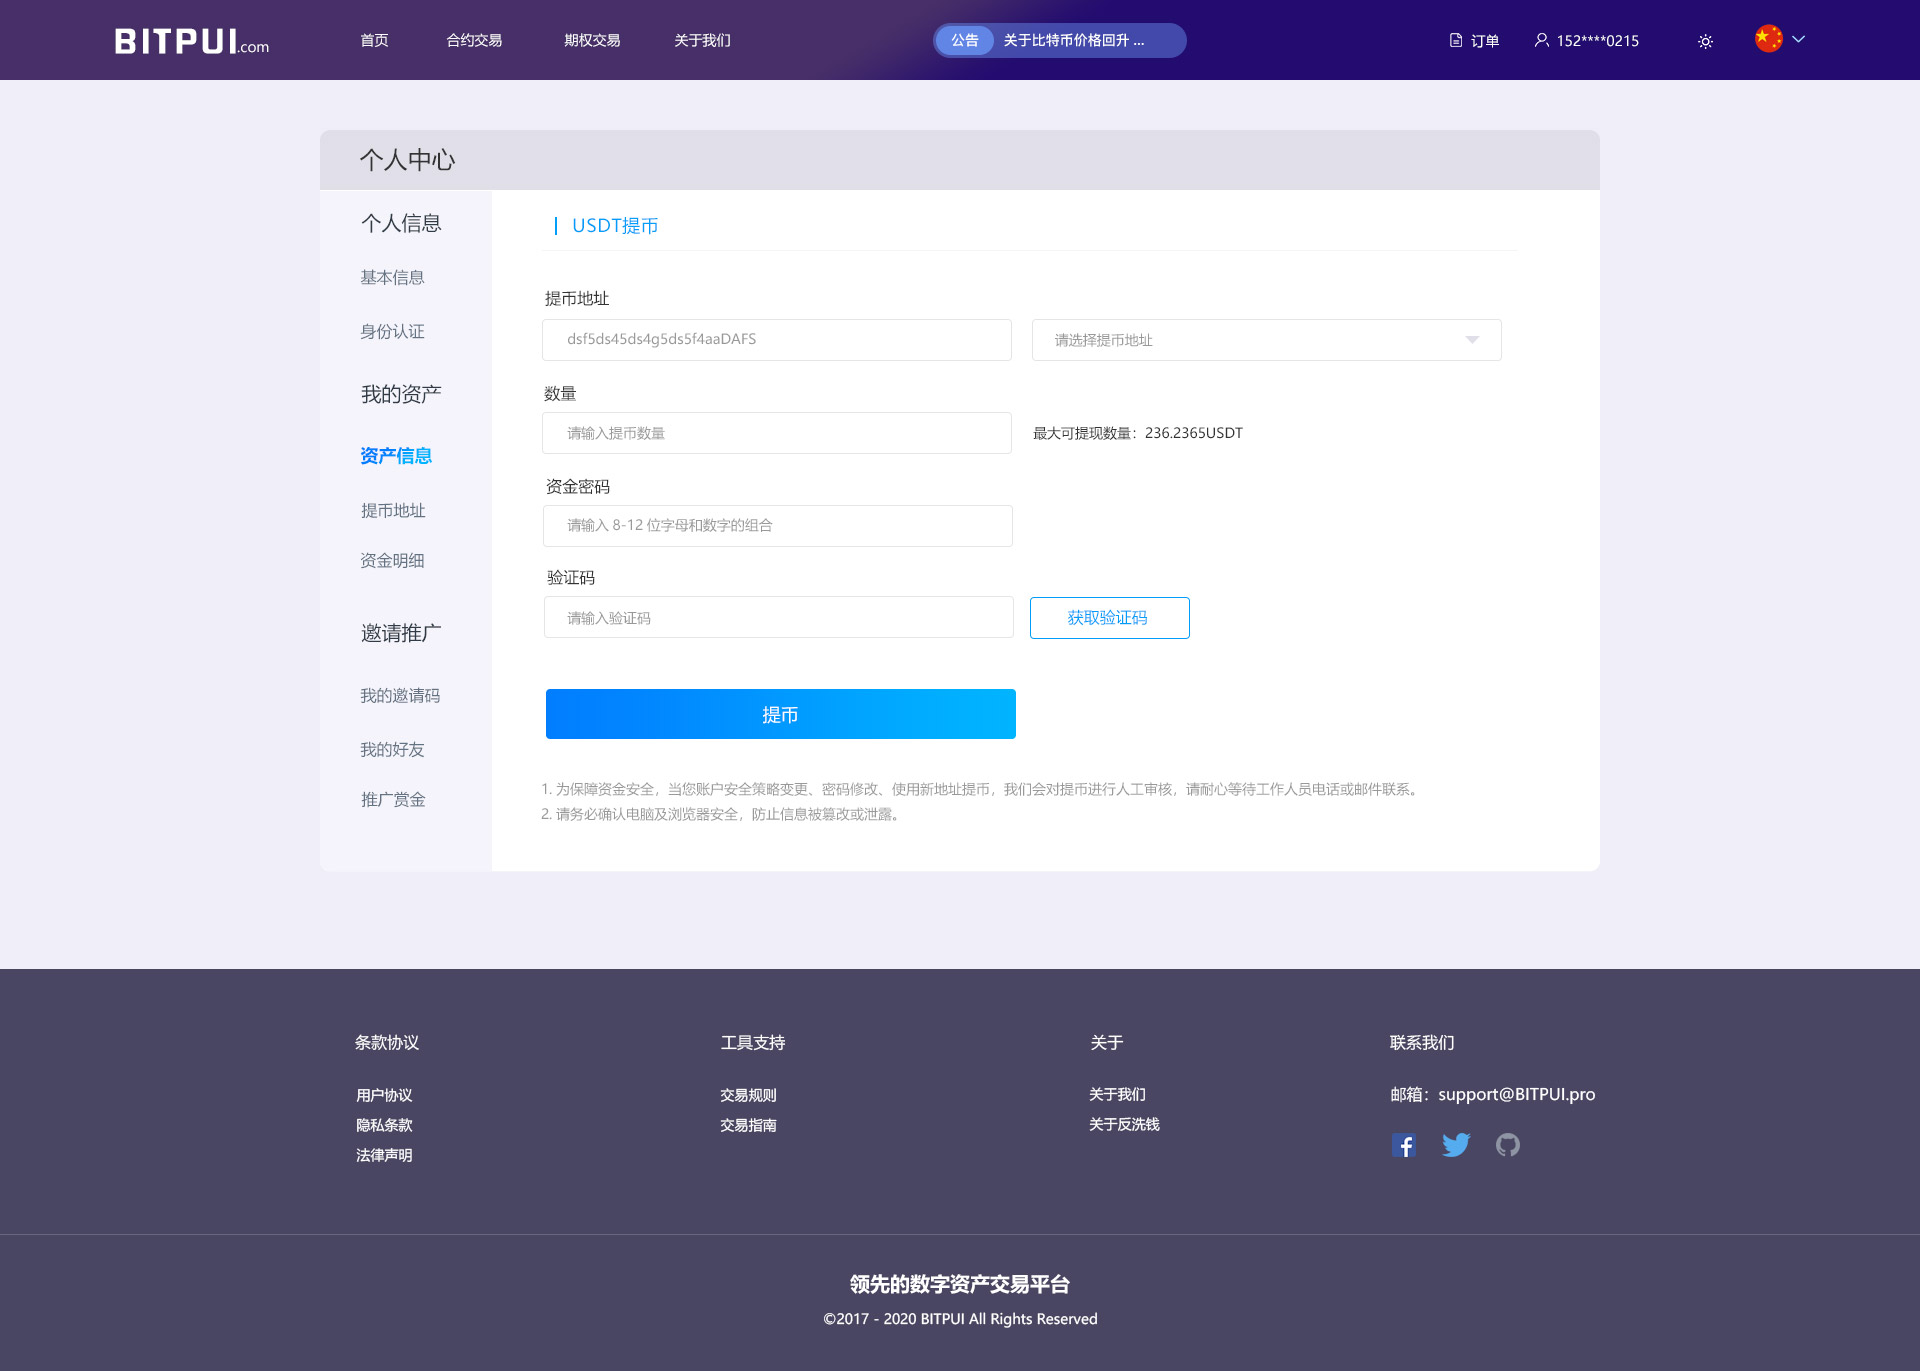 BITPUI.com
首页 合约交易 期权交易 关于我们
公告 关于比特币价格回升 ...
订单 152****0215
个人中心
个人信息
基本信息
身份认证
我的资产
资产信息
提币地址
资金明细
邀请推广
我的邀请码
我的好友
推广赏金
USDT提币
提币地址
dsf5ds45ds4g5ds5f4aaDAFS
请选择提币地址
数量
请输入提币数量
最大可提现数量：236.2365USDT
资金密码
请输入 8-12 位字母和数字的组合
验证码
请输入验证码
获取验证码
提币
1. 为保障资金安全，当您账户安全策略变更、密码修改、使用新地址提币，我们会对提币进行人工审核，请耐心等待工作人员电话或邮件联系。
2. 请务必确认电脑及浏览器安全，防止信息被篡改或泄露。
条款协议
用户协议
隐私条款
法律声明
工具支持
交易规则
交易指南
关于
关于我们
关于反洗钱
联系我们
邮箱：support@BITPUI.pro
领先的数字资产交易平台
©2017 - 2020 BITPUI All Rights Reserved